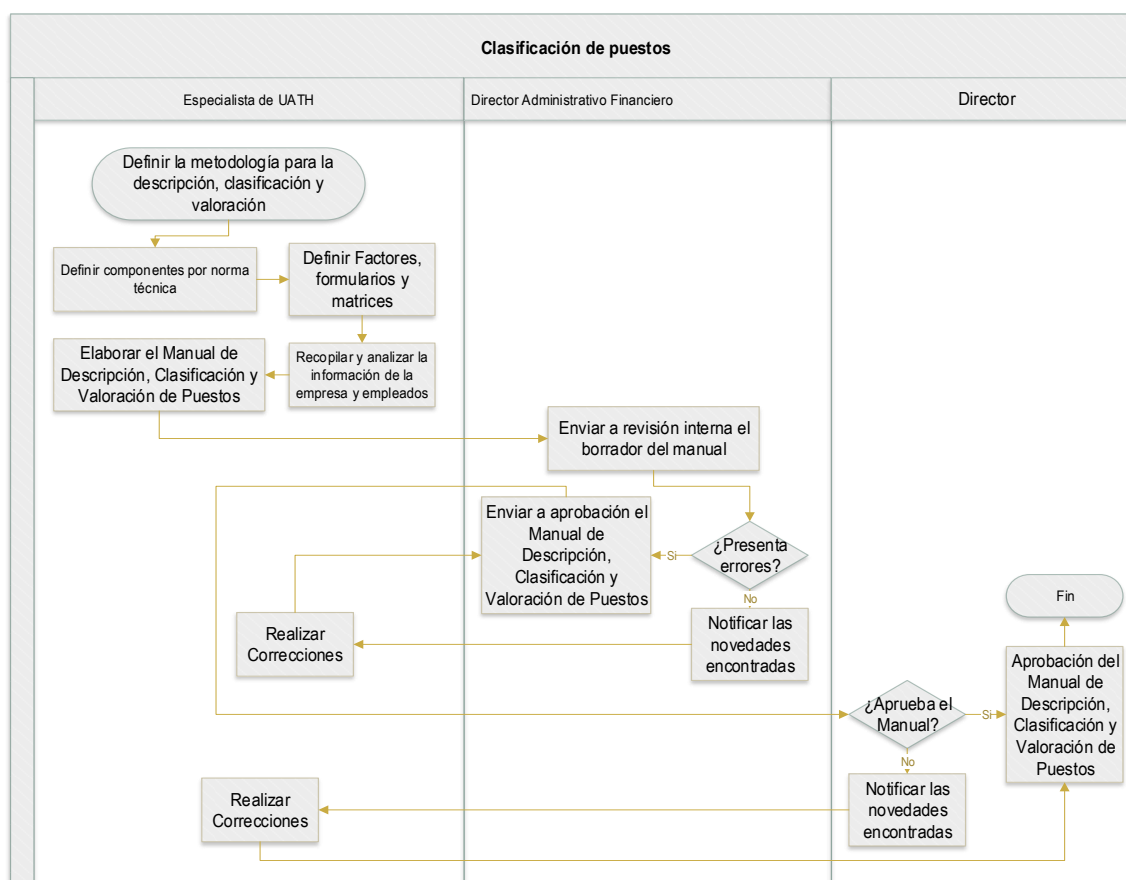 Clasificación de puestos
Especialista de UATH
Director Administrativo Financiero
Director
Definir la metodología para la
descripción, clasificación y
valoración
Definir componentes por norma
técnica
Definir Factores,
formularios y
matrices
Elaborar el Manual de
Descripción, Clasificación y
Valoración de Puestos
Recopilar y analizar la
información de la
empresa y empleados
Enviar a revisión interna el
borrador del manual
Enviar a aprobación el
Manual de
Descripción,
Clasificación y
Valoración de Puestos
Si
¿Presenta
errores?
No
Notificar las
novedades
encontradas
Realizar
Correcciones
Fin
Aprobación del
Manual de
Descripción,
Clasificación y
Valoración de
Puestos
¿Aprueba el
Manual?
Si
No
Notificar las
novedades
encontradas
Realizar
Correcciones